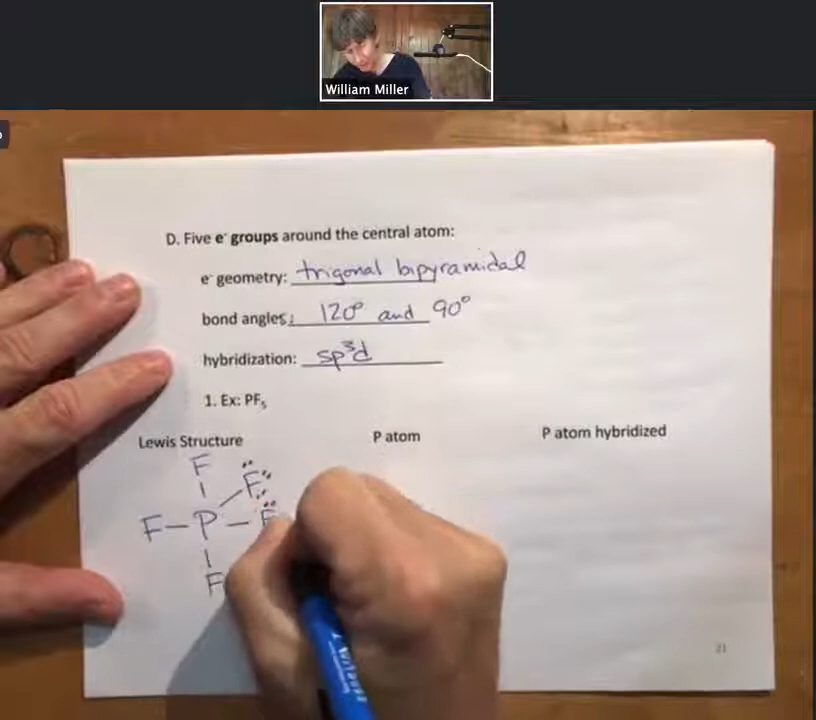 William Miller
D. Five e⁻ groups around the central atom:
e⁻ geometry: trigonal bipyramidal
bond angles: 120° and 90°
hybridization: sp³d
1. Ex: PF₅
Lewis Structure P atom P atom hybridized
F
F
F–P–F
F
21